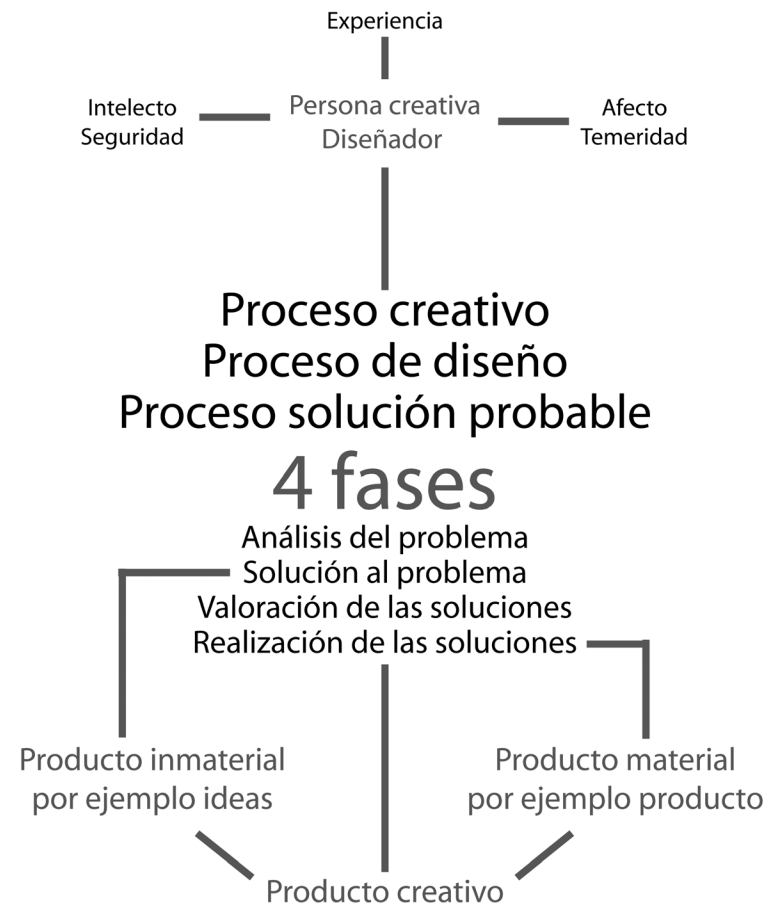 Experiencia
Intelecto
Seguridad
Persona creativa
Diseñador
Afecto
Temeridad
Proceso creativo
Proceso de diseño
Proceso solución probable
4 fases
Análisis del problema
Solución al problema
Valoración de las soluciones
Realización de las soluciones
Producto inmaterial
por ejemplo ideas
Producto material
por ejemplo producto
Producto creativo